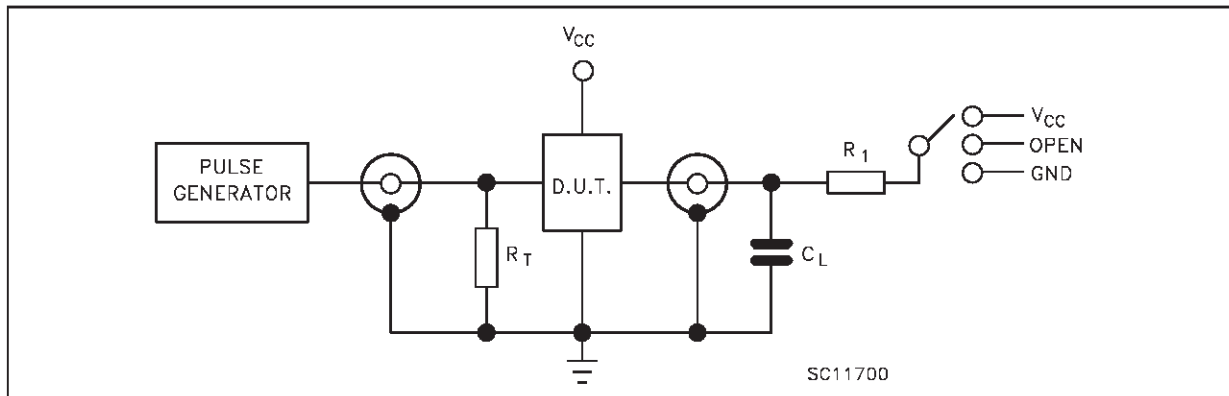 VCC
VCC
OPEN
GND
R1
PULSE
GENERATOR
D.U.T.
RT
CL
SC11700